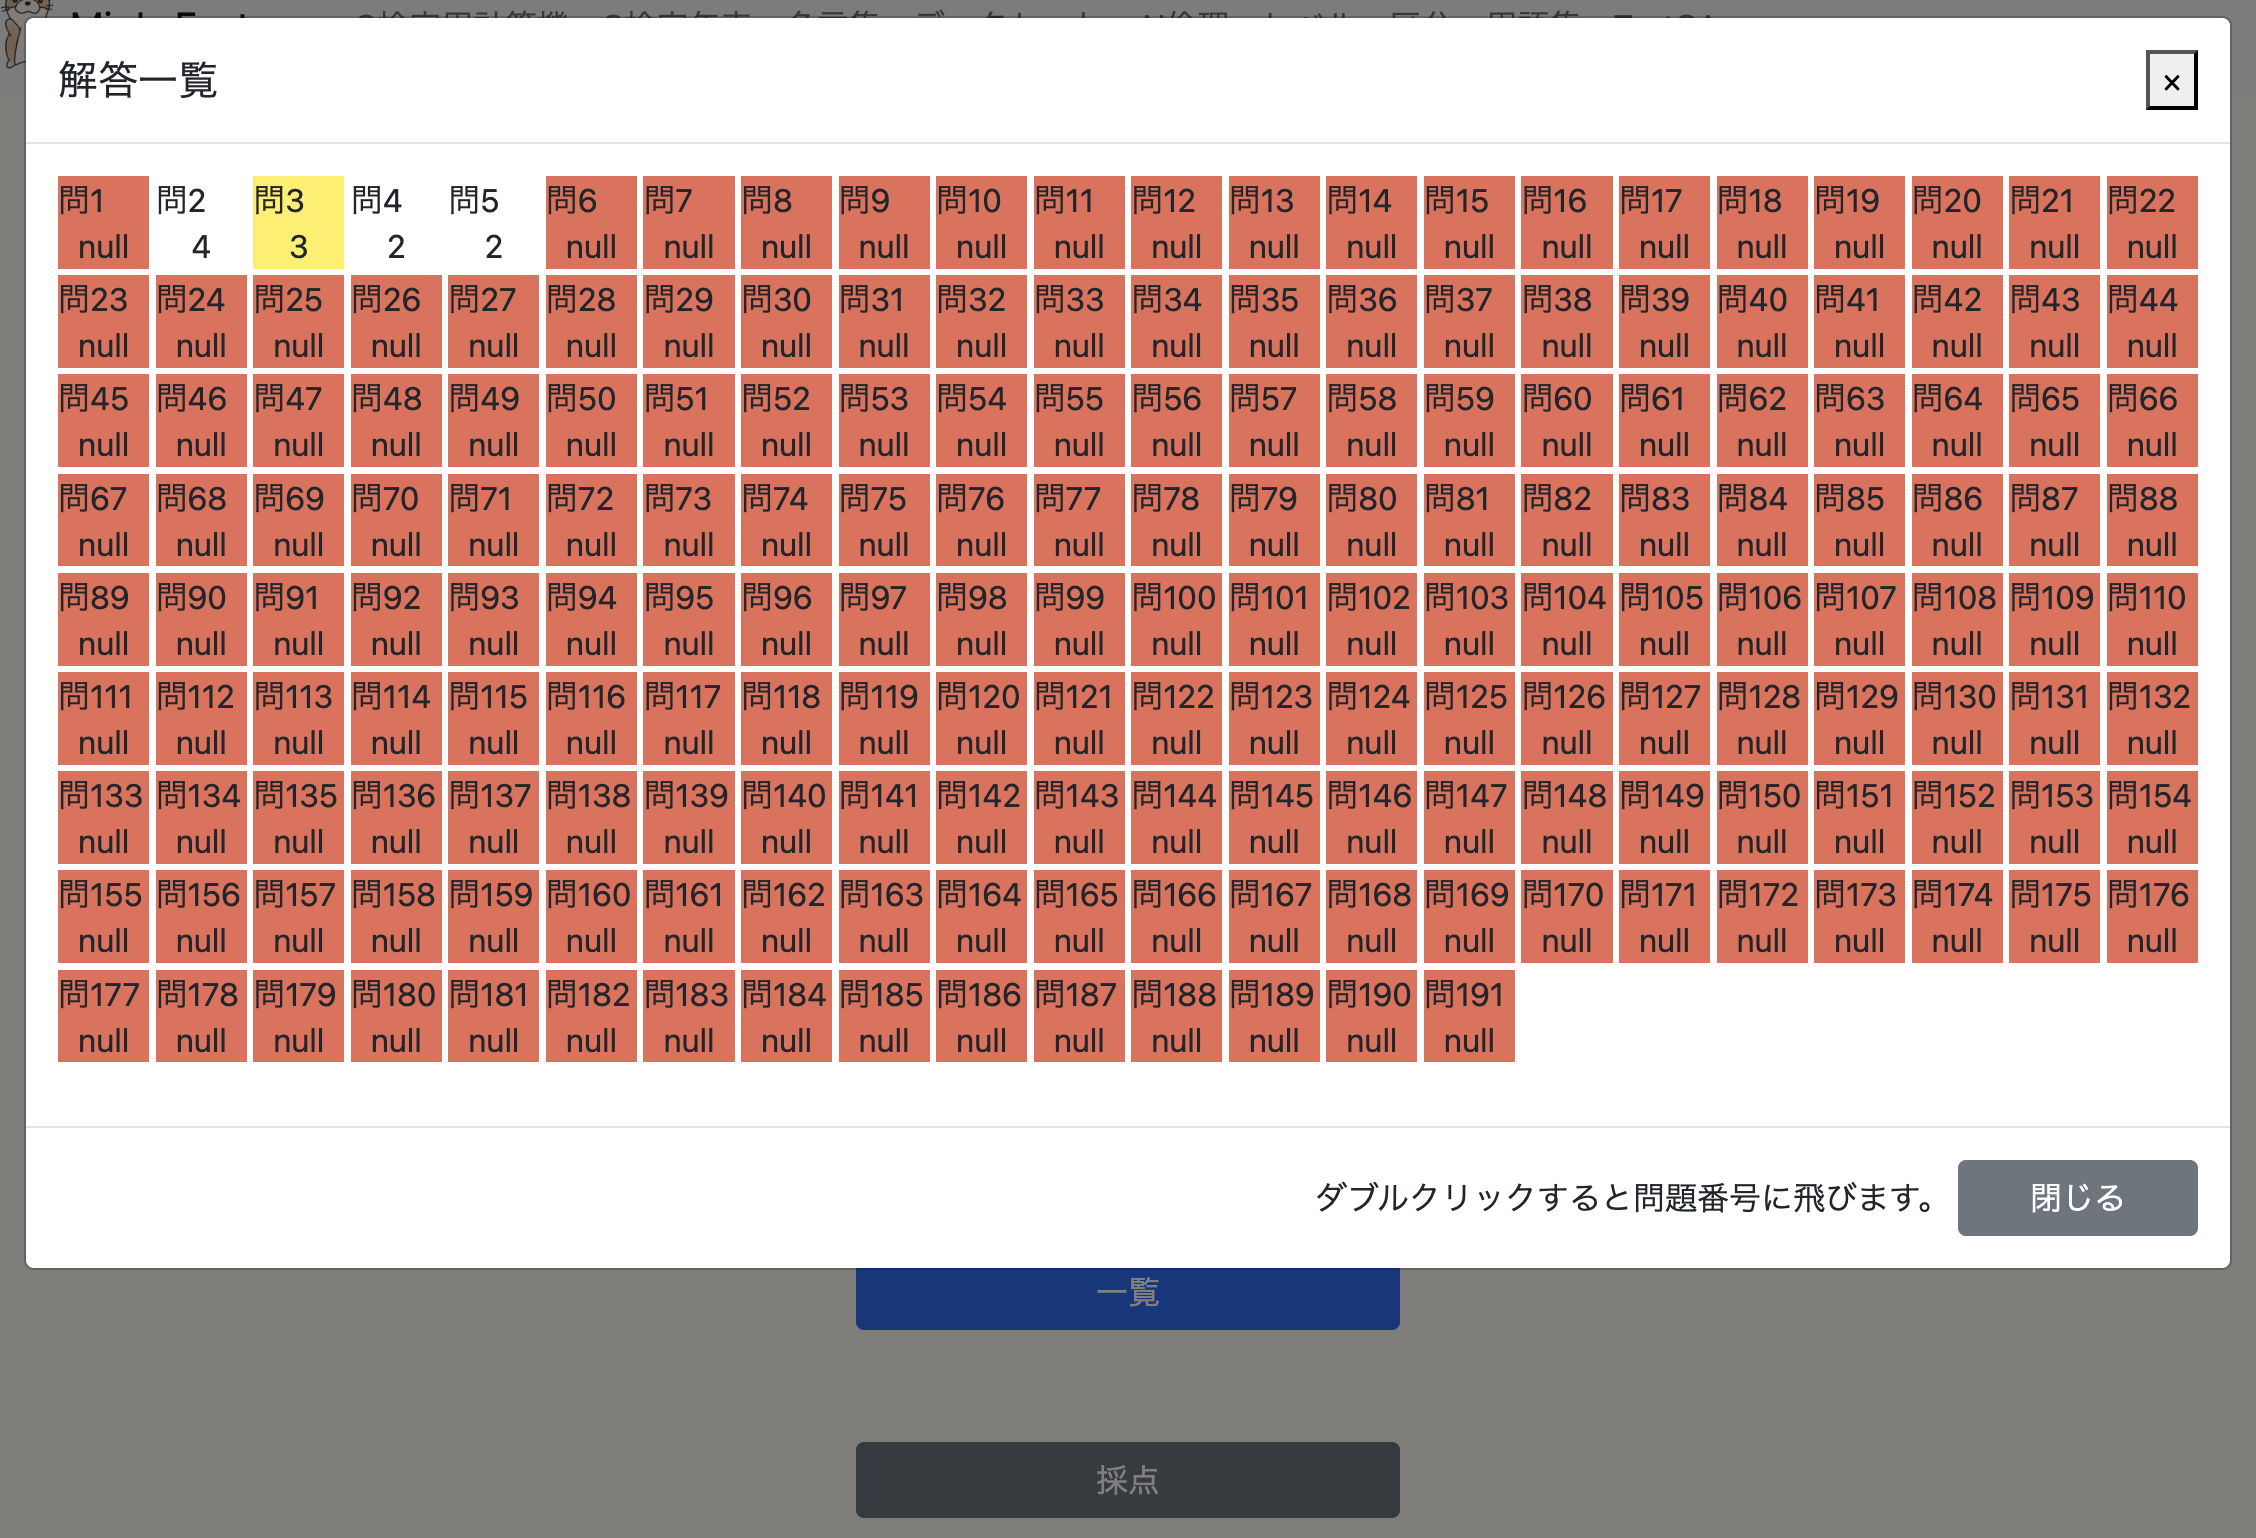 解答一覧
×
問1 問2 問3 問4 問5 問6 問7 問8 問9 問10 問11 問12 問13 問14 問15 問16 問17 問18 問19 問20 問21 問22
null 4 3 2 2 null null null null null null null null null null null null null null null null null
問23 問24 問25 問26 問27 問28 問29 問30 問31 問32 問33 問34 問35 問36 問37 問38 問39 問40 問41 問42 問43 問44
null null null null null null null null null null null null null null null null null null null null null null
問45 問46 問47 問48 問49 問50 問51 問52 問53 問54 問55 問56 問57 問58 問59 問60 問61 問62 問63 問64 問65 問66
null null null null null null null null null null null null null null null null null null null null null null
問67 問68 問69 問70 問71 問72 問73 問74 問75 問76 問77 問78 問79 問80 問81 問82 問83 問84 問85 問86 問87 問88
null null null null null null null null null null null null null null null null null null null null null null
問89 問90 問91 問92 問93 問94 問95 問96 問97 問98 問99 問100 問101 問102 問103 問104 問105 問106 問107 問108 問109 問110
null null null null null null null null null null null null null null null null null null null null null null
問111 問112 問113 問114 問115 問116 問117 問118 問119 問120 問121 問122 問123 問124 問125 問126 問127 問128 問129 問130 問131 問132
null null null null null null null null null null null null null null null null null null null null null null
問133 問134 問135 問136 問137 問138 問139 問140 問141 問142 問143 問144 問145 問146 問147 問148 問149 問150 問151 問152 問153 問154
null null null null null null null null null null null null null null null null null null null null null null
問155 問156 問157 問158 問159 問160 問161 問162 問163 問164 問165 問166 問167 問168 問169 問170 問171 問172 問173 問174 問175 問176
null null null null null null null null null null null null null null null null null null null null null null
問177 問178 問179 問180 問181 問182 問183 問184 問185 問186 問187 問188 問189 問190 問191
null null null null null null null null null null null null null null null
ダブルクリックすると問題番号に飛びます。 閉じる
一覧
採点